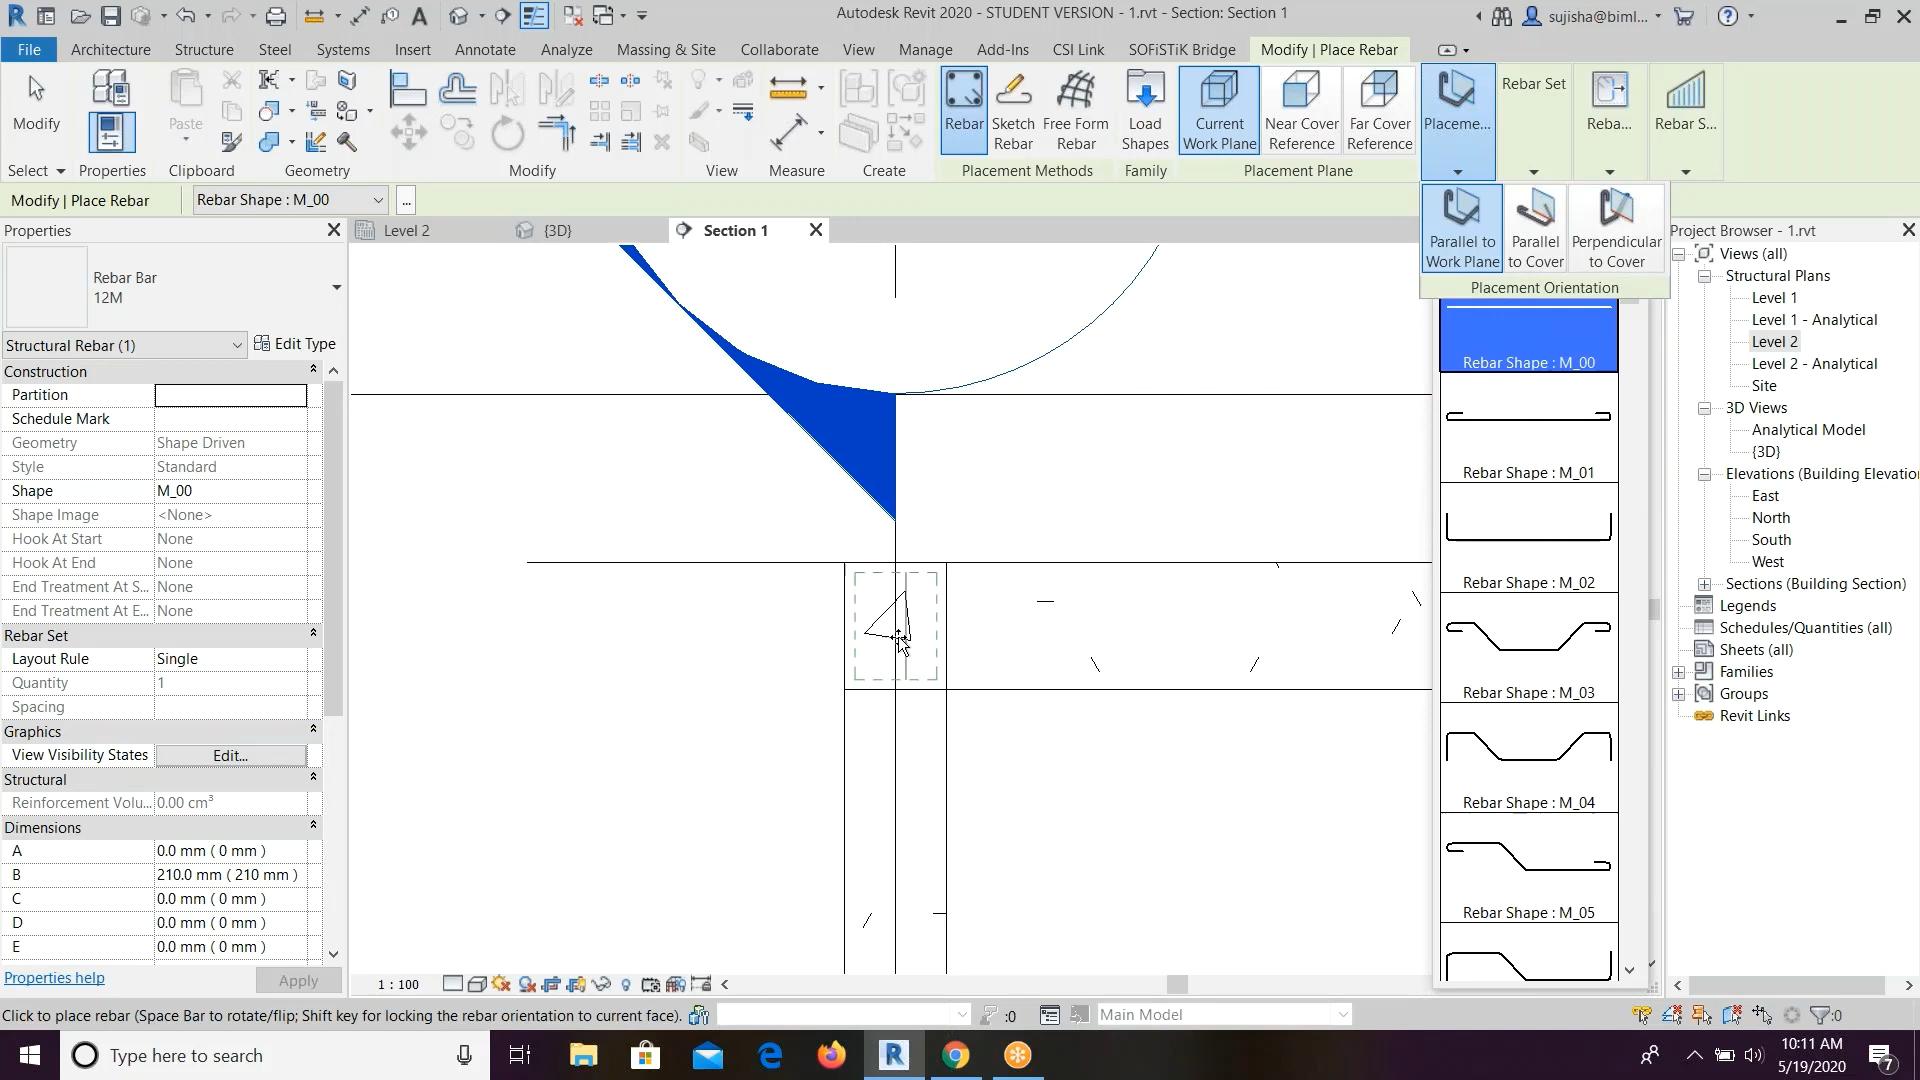 Autodesk Revit 2020 - STUDENT VERSION - 1.rvt - Section: Section 1
sujisha@biml...
File Architecture Structure Steel Systems Insert Annotate Analyze Massing & Site Collaborate View Manage Add-Ins CSI Link SOFiSTiK Bridge Modify | Place Rebar
Modify
Paste
Rebar
Sketch Rebar
Free Form Rebar
Load Shapes
Current Work Plane
Near Cover Reference
Far Cover Reference
Placeme...
Rebar Set
Reba...
Rebar S...
Select Properties Clipboard Geometry Modify View Measure Create Placement Methods Family Placement Plane
Modify | Place Rebar
Rebar Shape : M_00
...
Parallel to Work Plane
Parallel to Cover
Perpendicular to Cover
Placement Orientation
Properties
Level 2
{3D}
Section 1
Project Browser - 1.rvt
Rebar Bar
12M
Structural Rebar (1)
Edit Type
Construction
Partition
Schedule Mark
Geometry Shape Driven
Style Standard
Shape M_00
Shape Image <None>
Hook At Start None
Hook At End None
End Treatment At S... None
End Treatment At E... None
Rebar Set
Layout Rule Single
Quantity 1
Spacing
Graphics
View Visibility States Edit...
Structural
Reinforcement Volu... 0.00 cm³
Dimensions
A 0.0 mm ( 0 mm )
B 210.0 mm ( 210 mm )
C 0.0 mm ( 0 mm )
D 0.0 mm ( 0 mm )
E 0.0 mm ( 0 mm )
Properties help
Apply
1 : 100
Rebar Shape : M_00
Rebar Shape : M_01
Rebar Shape : M_02
Rebar Shape : M_03
Rebar Shape : M_04
Rebar Shape : M_05
Views (all)
Structural Plans
Level 1
Level 1 - Analytical
Level 2
Level 2 - Analytical
Site
3D Views
Analytical Model
{3D}
Elevations (Building Elevatio
East
North
South
West
Sections (Building Section)
Legends
Schedules/Quantities (all)
Sheets (all)
Families
Groups
Revit Links
Click to place rebar (Space Bar to rotate/flip; Shift key for locking the rebar orientation to current face).
:0
Main Model
:0
Type here to search
10:11 AM
5/19/2020
7